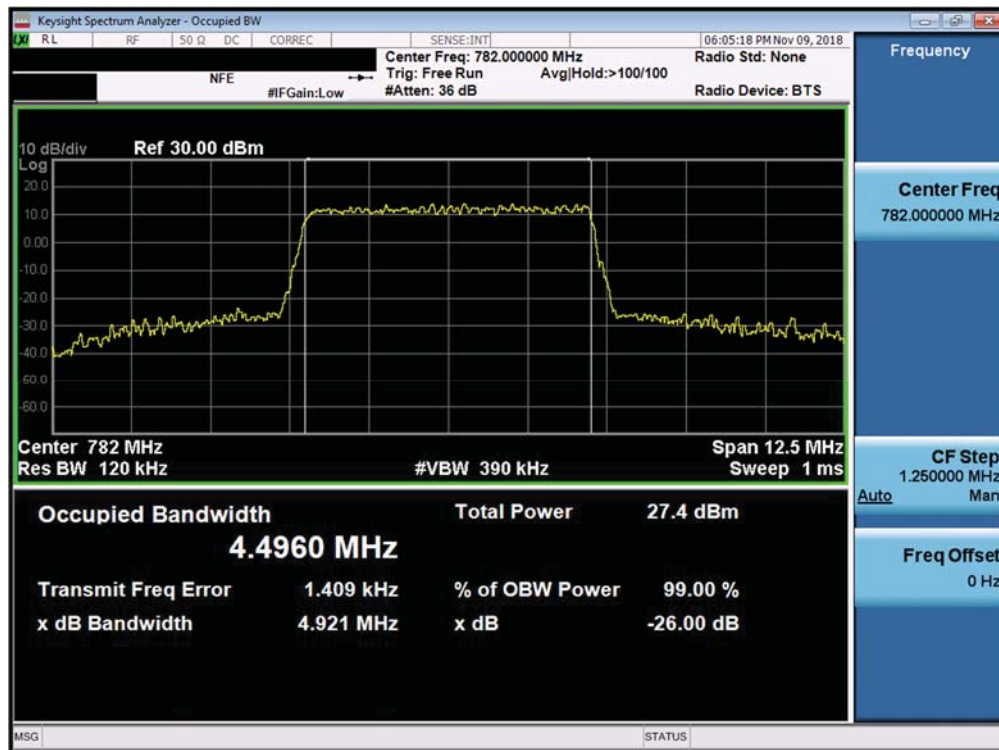 Keysight Spectrum Analyzer - Occupied BW
RL RF 50 Ω DC CORREC SENSE:INT 06:05:18 PM Nov 09, 2018
Center Freq: 782.000000 MHz Radio Std: None
NFE Trig: Free Run Avg|Hold:>100/100
#IFGain:Low #Atten: 36 dB Radio Device: BTS
Frequency
10 dB/div Ref 30.00 dBm
Log
20.0
10.0
0.00
-10.0
-20.0
-30.0
-40.0
-50.0
-60.0
Center 782 MHz Span 12.5 MHz
Res BW 120 kHz #VBW 390 kHz Sweep 1 ms
Occupied Bandwidth Total Power 27.4 dBm
4.4960 MHz
Transmit Freq Error 1.409 kHz % of OBW Power 99.00 %
x dB Bandwidth 4.921 MHz x dB -26.00 dB
Center Freq
782.000000 MHz
CF Step
1.250000 MHz
Auto Man
Freq Offset
0 Hz
MSG STATUS